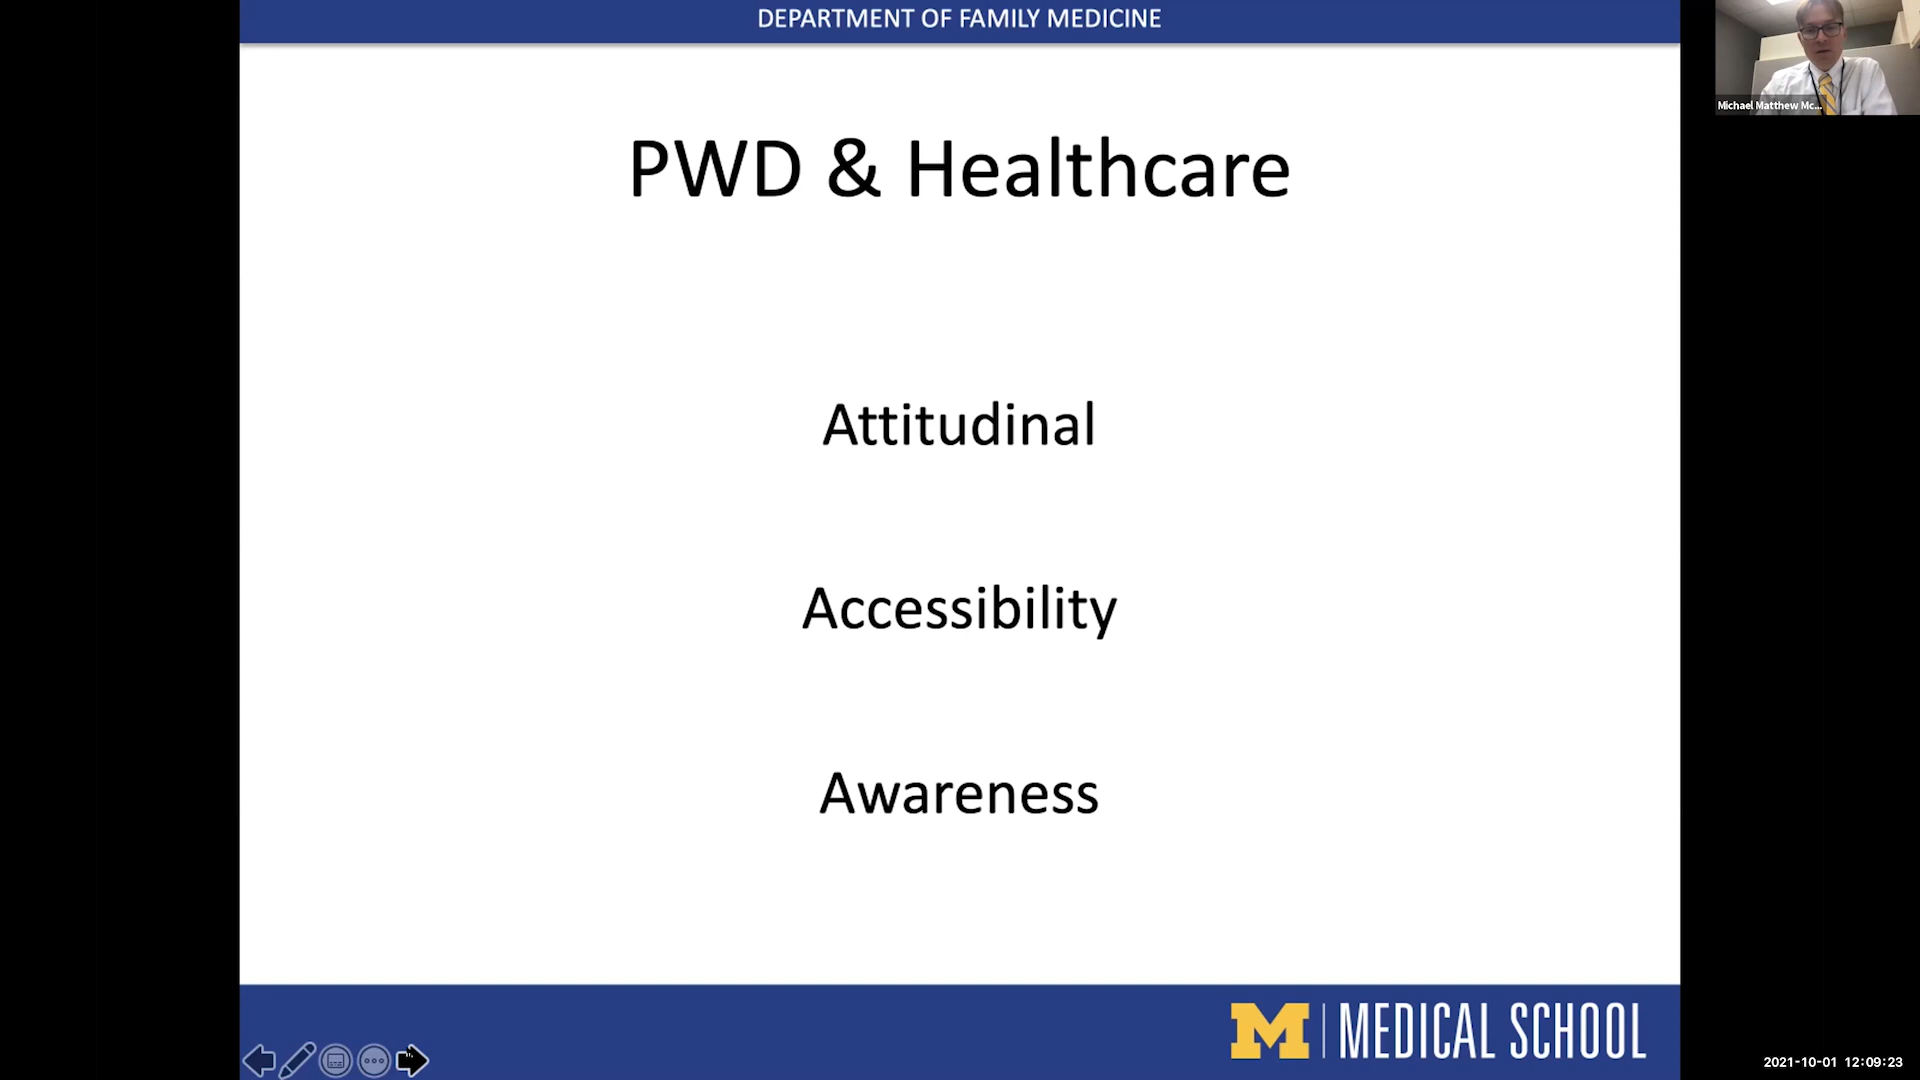 DEPARTMENT OF FAMILY MEDICINE
Michael Matthew Mc...
PWD & Healthcare
Attitudinal
Accessibility
Awareness
M | MEDICAL SCHOOL
2021-10-01 12:09:23